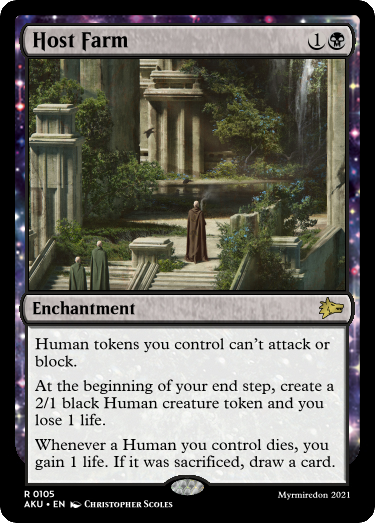 Host Farm 1
Enchantment
Human tokens you control can't attack or
block.
At the beginning of your end step, create a
2/1 black Human creature token and you
lose 1 life.
Whenever a Human you control dies, you
gain 1 life. If it was sacrificed, draw a card.
R 0105
AKU • EN Christopher Scoles
Myrmiredon 2021